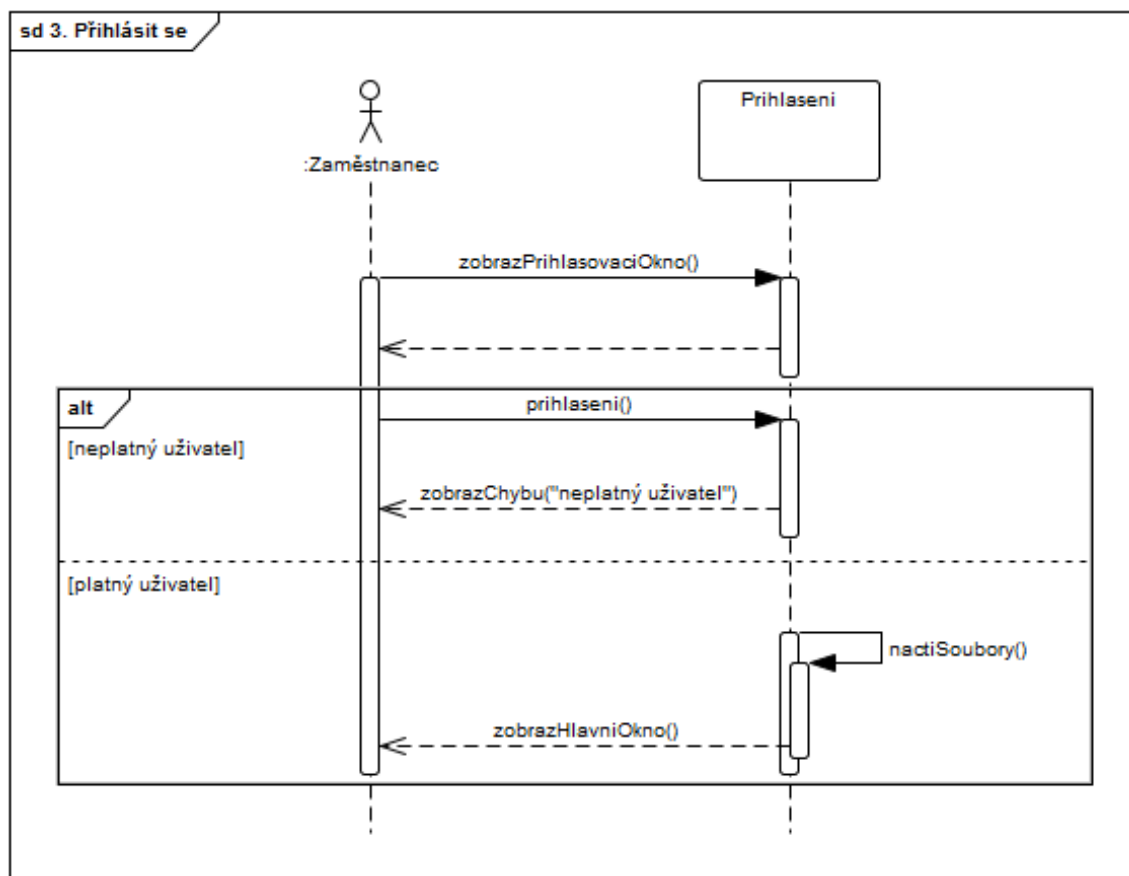 sd 3. Přihlásit se
Prihlaseni
:Zaměstnanec
zobrazPrihlasovaciOkno()
alt
prihlaseni()
[neplatný uživatel]
zobrazChybu("neplatný uživatel")
[platný uživatel]
nactiSoubory()
zobrazHlavniOkno()